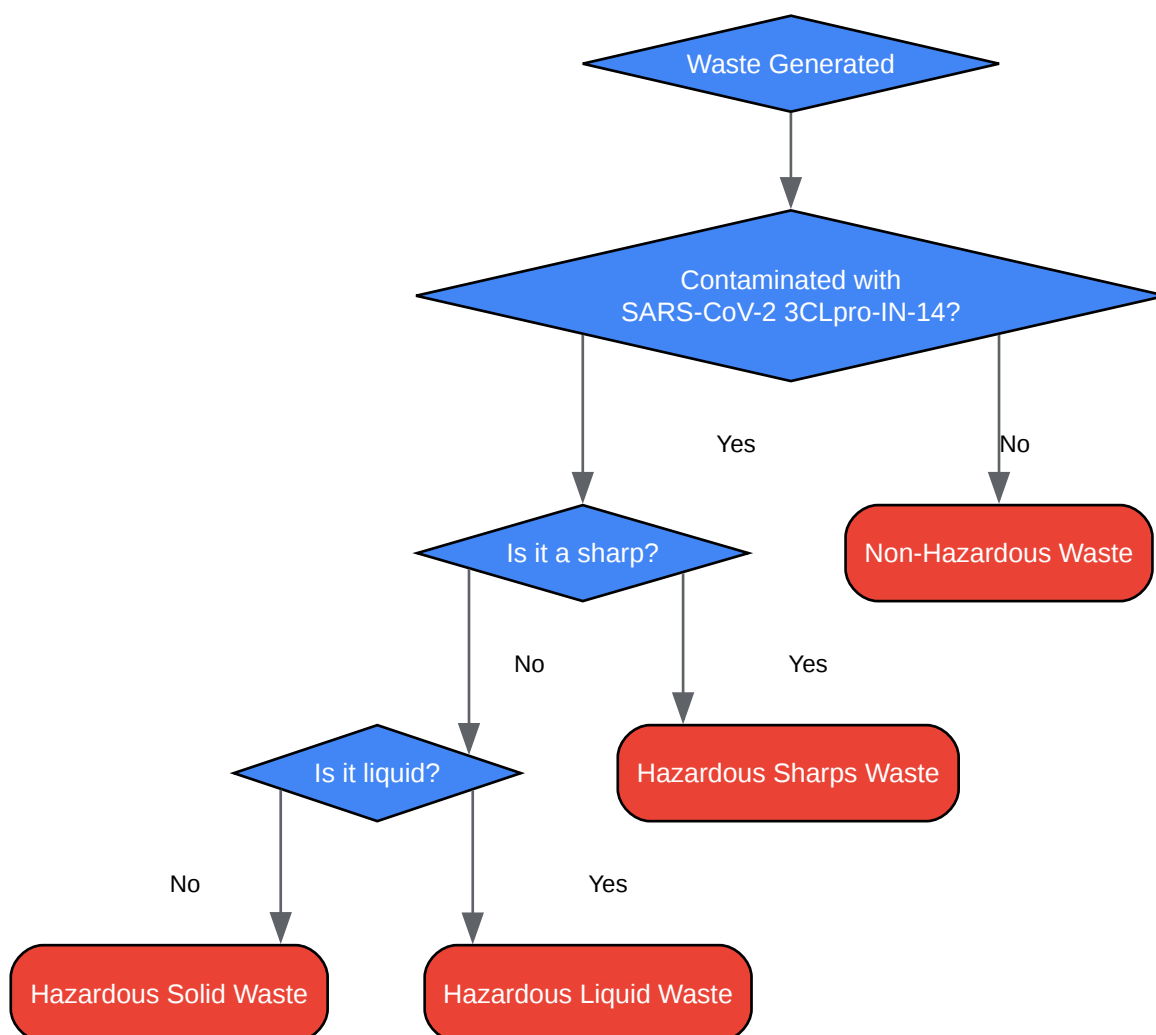 Waste Generated
Contaminated with
SARS-CoV-2 3CLpro-IN-14?
Yes
No
Is it a sharp?
Non-Hazardous Waste
No
Yes
Is it liquid?
Hazardous Sharps Waste
No
Yes
Hazardous Solid Waste
Hazardous Liquid Waste